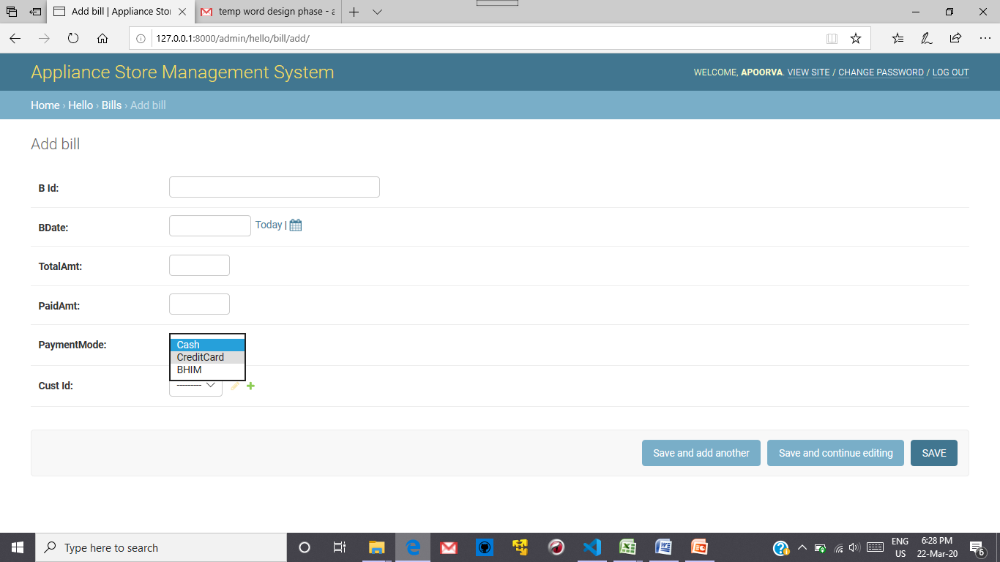 Add bill | Appliance Stor
temp word design phase - a
127.0.0.1:8000/admin/hello/bill/add/
Appliance Store Management System
WELCOME, APOORVA. VIEW SITE / CHANGE PASSWORD / LOG OUT
Home › Hello › Bills › Add bill
Add bill
B Id:
BDate:
Today |
TotalAmt:
PaidAmt:
PaymentMode:
Cash
CreditCard
BHIM
Cust Id:
---------
Save and add another
Save and continue editing
SAVE
Type here to search
ENG
US
6:28 PM
22-Mar-20
6